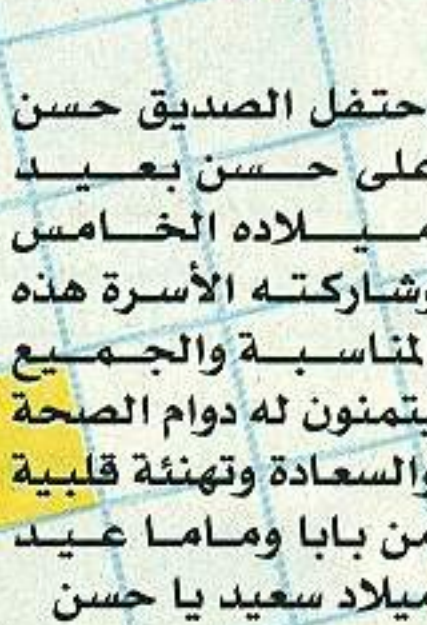 احتفل الصديق حسن
على حسن بعيد
ميلاده الخامس
وشاركته الأسرة هذه
المناسبة والجميع
يتمنون له دوام الصحة
والسعادة وتهنئة قلبية
من بابا وماما عيد
ميلاد سعيد يا حسن